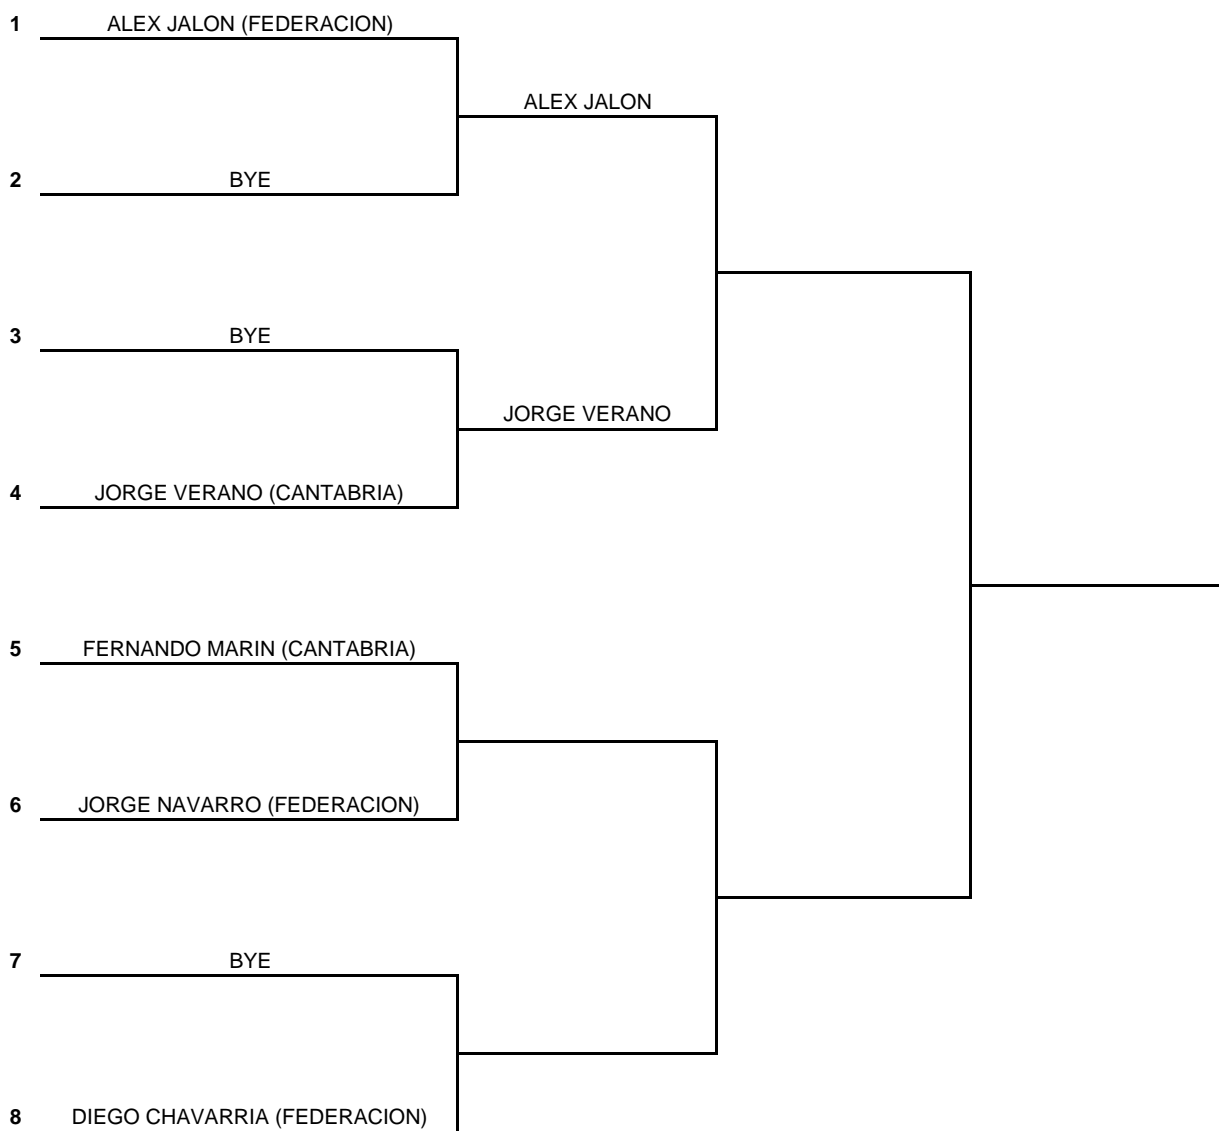 1 ALEX JALON (FEDERACION)
ALEX JALON
2 BYE
3 BYE
JORGE VERANO
4 JORGE VERANO (CANTABRIA)
5 FERNANDO MARIN (CANTABRIA)
6 JORGE NAVARRO (FEDERACION)
7 BYE
8 DIEGO CHAVARRIA (FEDERACION)